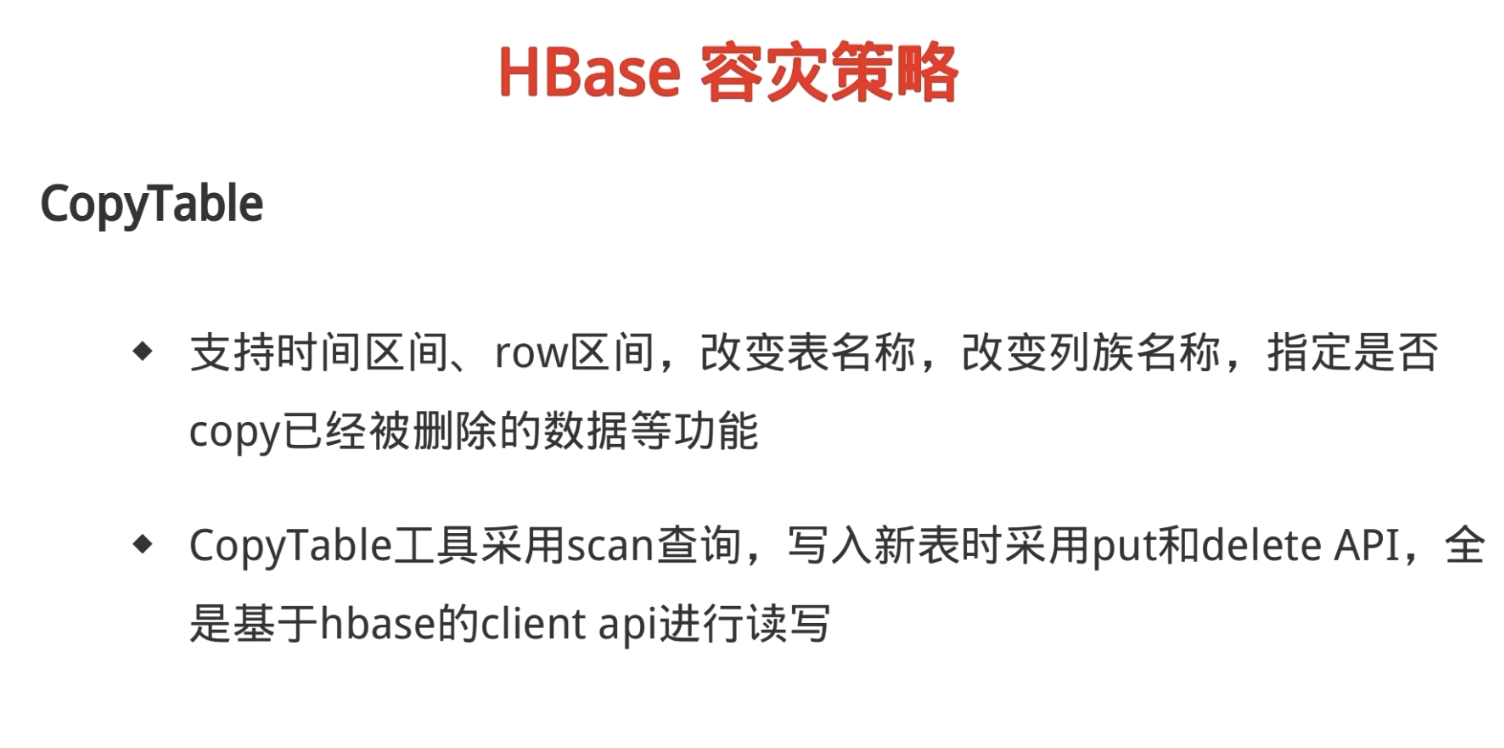 HBase 容灾策略
CopyTable
◆ 支持时间区间、row区间，改变表名称，改变列族名称，指定是否
copy已经被删除的数据等功能
◆ CopyTable工具采用scan查询，写入新表时采用put和delete API，全
是基于hbase的client api进行读写